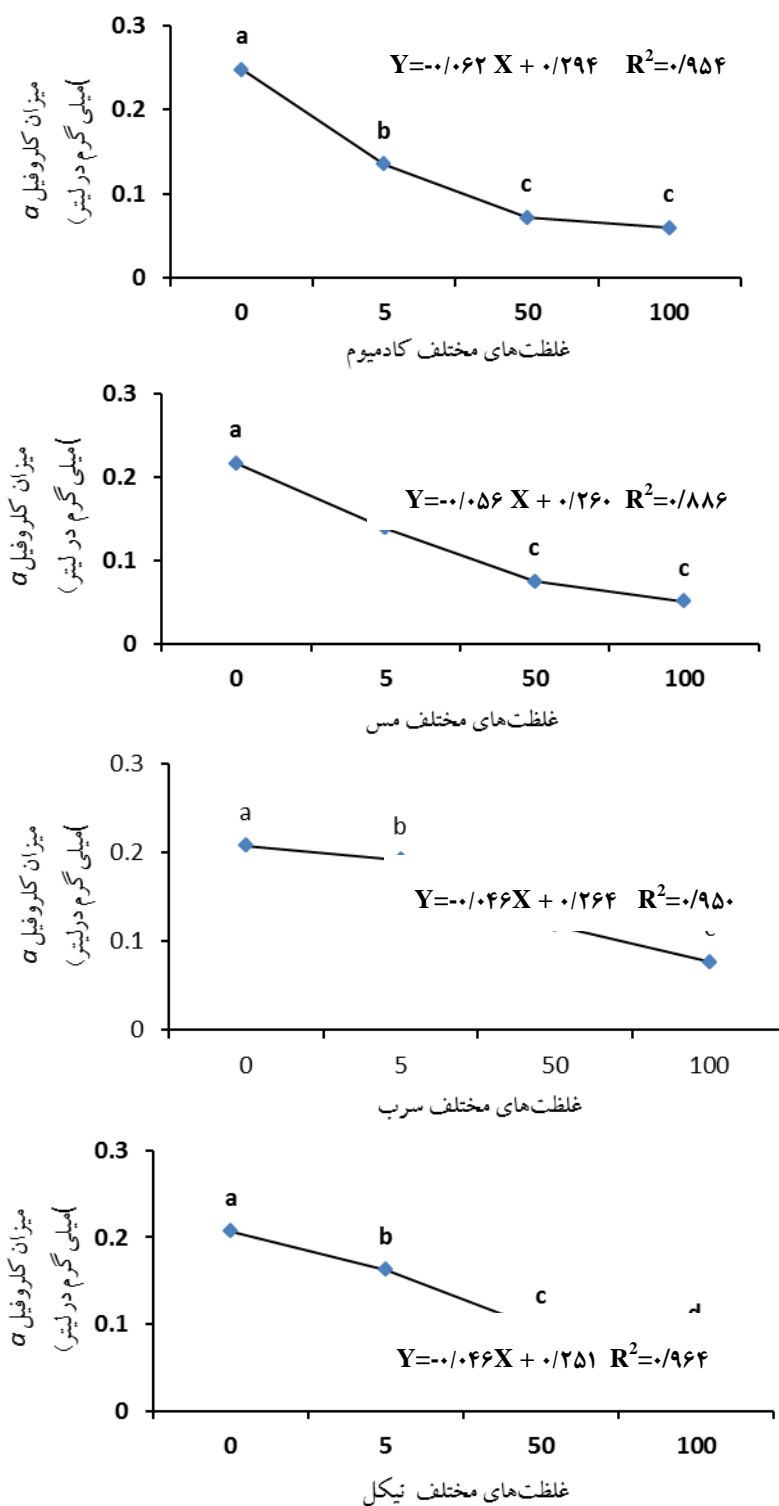 میزان کلروفیل a
)میلی گرم در لیتر)
0.3
0.2
0.1
0
a
b
c
c
Y=-۰/۰۶۲ X + ۰/۲۹۴ R²=۰/۹۵۴
0 5 50 100
غلظت‌های مختلف کادمیوم
میزان کلروفیل a
)میلی گرم در لیتر)
0.3
0.2
0.1
0
a
c
c
Y=-۰/۰۵۶ X + ۰/۲۶۰ R²=۰/۸۸۶
0 5 50 100
غلظت‌های مختلف مس
میزان کلروفیل a
)میلی گرم درلیتر)
0.3
0.2
0.1
0
a
b
Y=-۰/۰۴۶X + ۰/۲۶۴ R²=۰/۹۵۰
0 5 50 100
غلظت‌های مختلف سرب
میزان کلروفیل a
)میلی گرم در لیتر)
0.3
0.2
0.1
0
a
b
c
d
Y=-۰/۰۴۶X + ۰/۲۵۱ R²=۰/۹۶۴
0 5 50 100
غلظت‌های مختلف نیکل